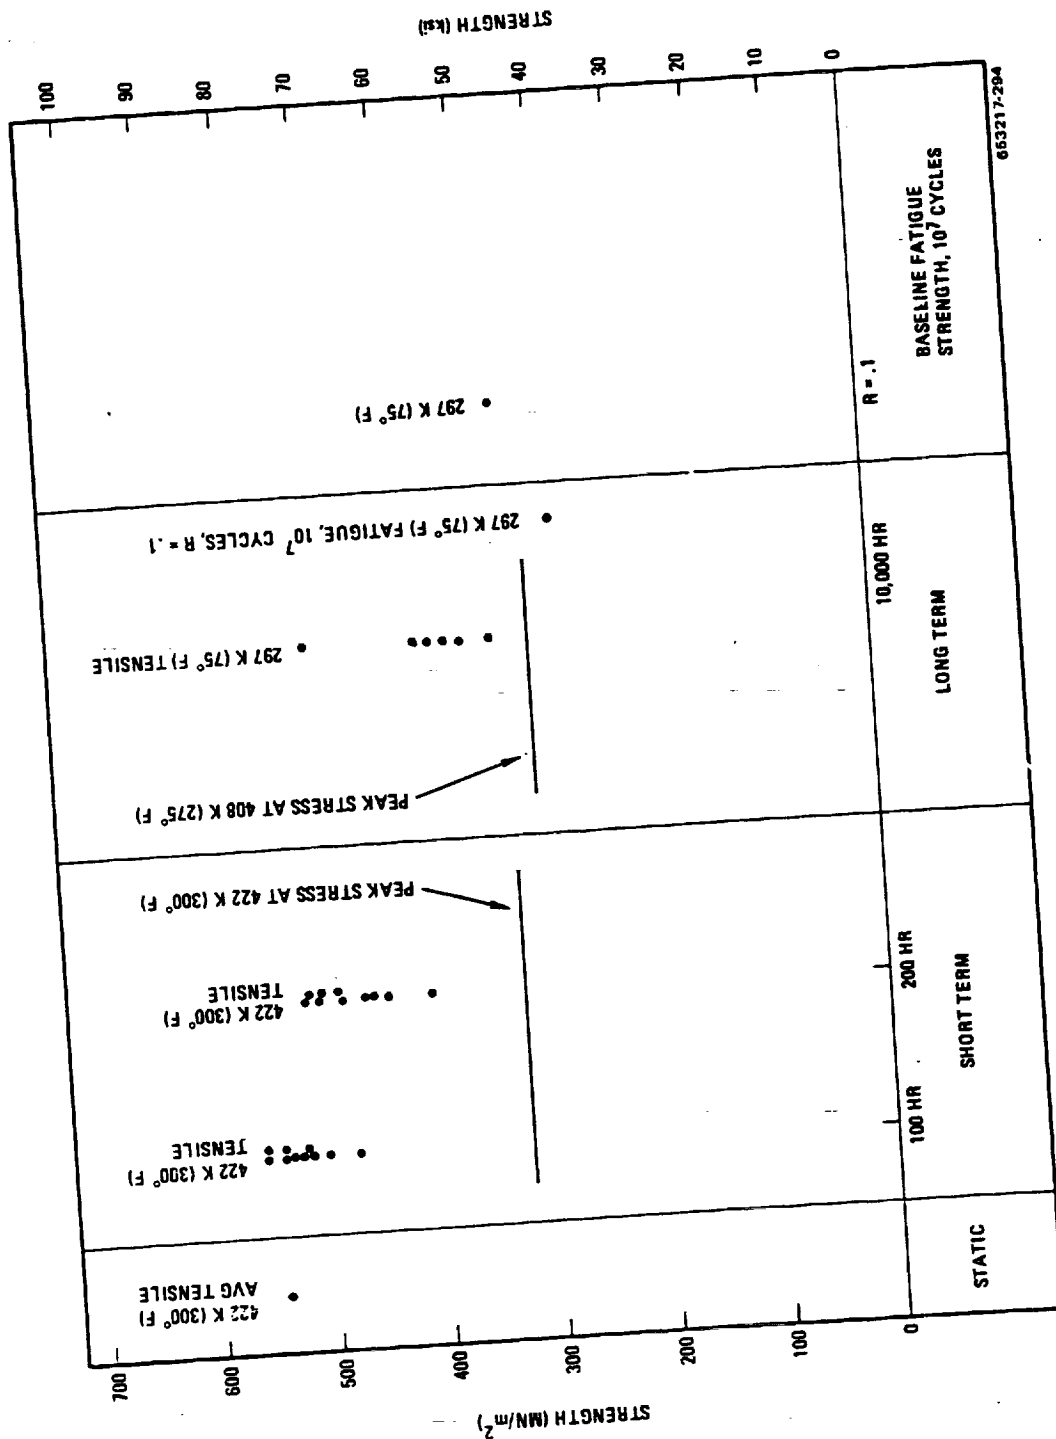 STRENGTH (ksi)
100
90
80
70
60
50
40
30
20
10
0
422 K (300° F)
AVG TENSILE
422 K (300° F)
TENSILE
422 K (300° F)
TENSILE
PEAK STRESS AT 422 K (300° F)
PEAK STRESS AT 408 K (275° F)
297 K (75° F) TENSILE
297 K (75° F) FATIGUE, 10⁷ CYCLES, R = .1
297 K (75° F)
700
600
500
400
300
200
100
0
STRENGTH (MN/m²)
100 HR
200 HR
10,000 HR
R = .1
STATIC
SHORT TERM
LONG TERM
BASELINE FATIGUE
STRENGTH, 10⁷ CYCLES
653217-294